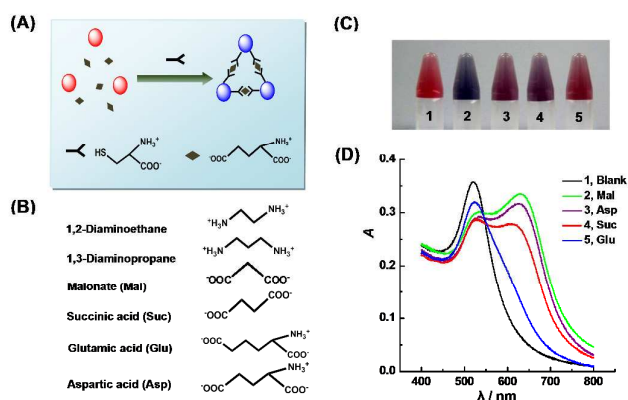 (A)
HS
NH₃⁺
COO⁻
⁻OOC
NH₃⁺
COO⁻
(B)
1,2-Diaminoethane
⁺H₃N
NH₃⁺
1,3-Diaminopropane
⁺H₃N
NH₃⁺
Malonate (Mal)
⁻OOC
COO⁻
Succinic acid (Suc)
COO⁻
⁻OOC
Glutamic acid (Glu)
⁻OOC
NH₃⁺
COO⁻
Aspartic acid (Asp)
⁻OOC
NH₃⁺
COO⁻
(C)
1 2 3 4 5
(D)
0.4
0.3
0.2
0.1
0.0
A
1, Blank
2, Mal
3, Asp
4, Suc
5, Glu
400 500 600 700 800
λ / nm